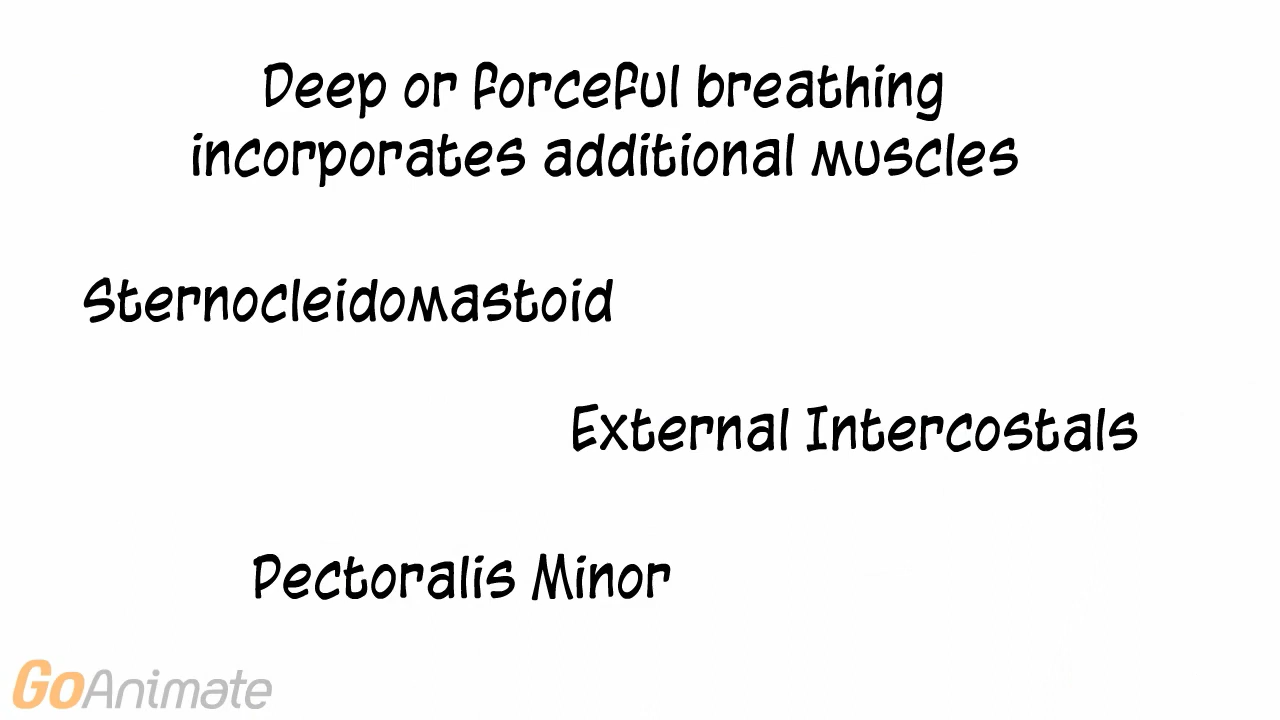 Deep or forceful breathing
incorporates additional muscles
Sternocleidomastoid
External Intercostals
Pectoralis Minor
GoAnimate